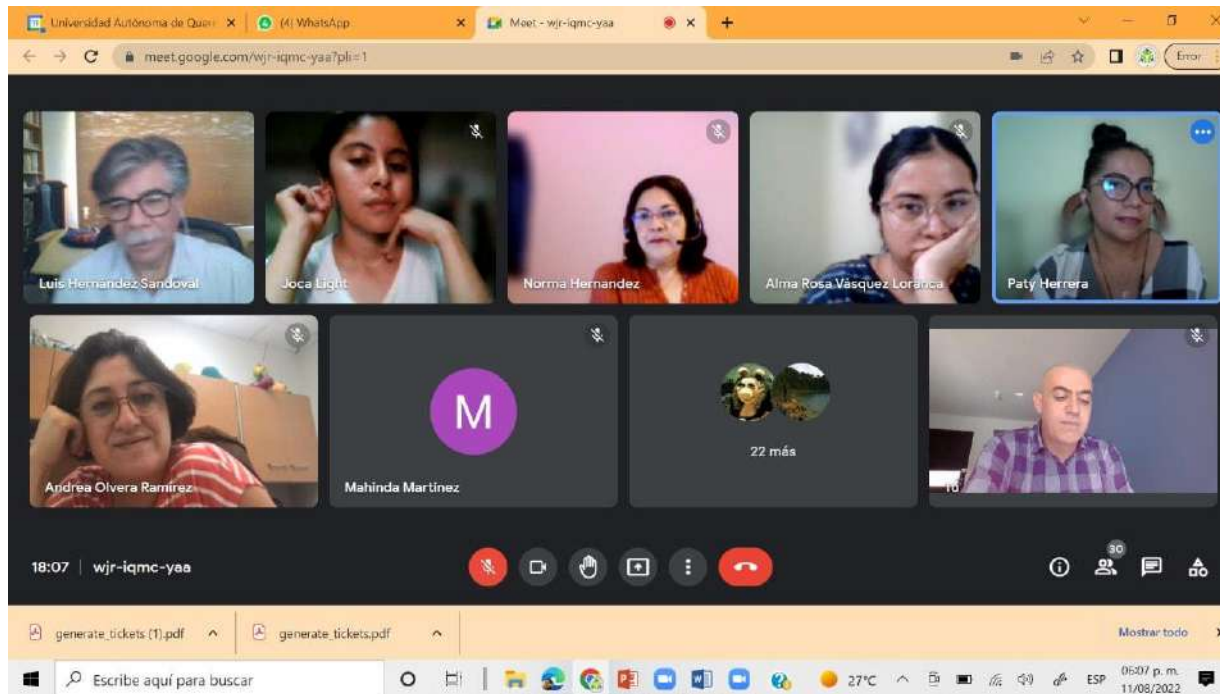 Universidad Autónoma de Quer
(4) WhatsApp
Meet - wjr-iqmc-yaa
meet.google.com/wjr-iqmc-yaa?pli=1
Error
Luis Hernández Sandoval
Joca Light
Norma Hernandez
Alma Rosa Vásquez Loranca
Paty Herrera
Andrea Olvera Ramírez
M
Mahinda Martinez
22 más
18:07 | wjr-iqmc-yaa
30
generate_tickets (1).pdf
generate_tickets.pdf
Mostrar todo
Escribe aquí para buscar
27°C
ESP
06:07 p. m.
11/08/2022